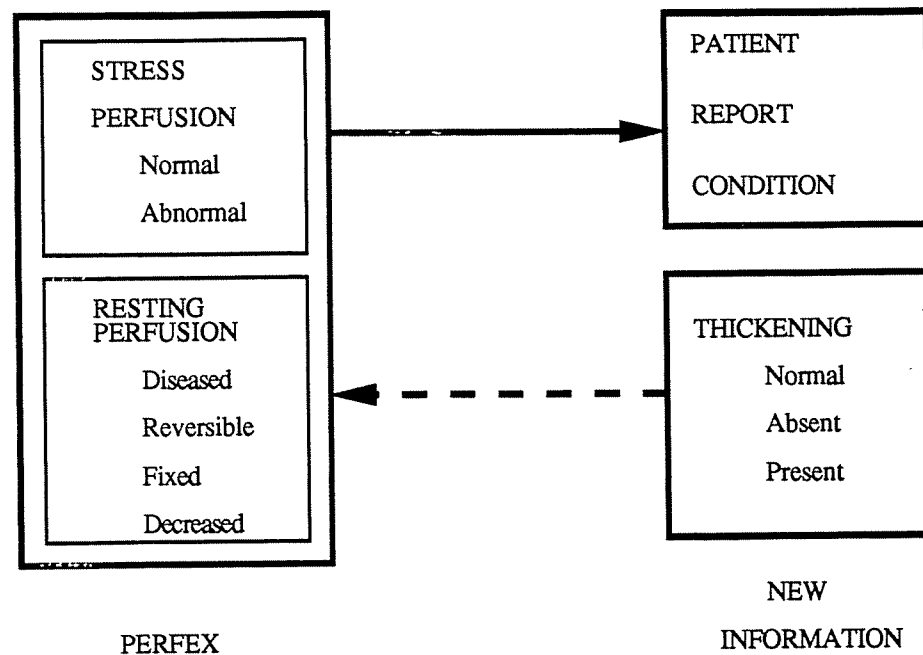 STRESS
PERFUSION
Normal
Abnormal
RESTING
PERFUSION
Diseased
Reversible
Fixed
Decreased
PERFEX
PATIENT
REPORT
CONDITION
THICKENING
Normal
Absent
Present
NEW
INFORMATION